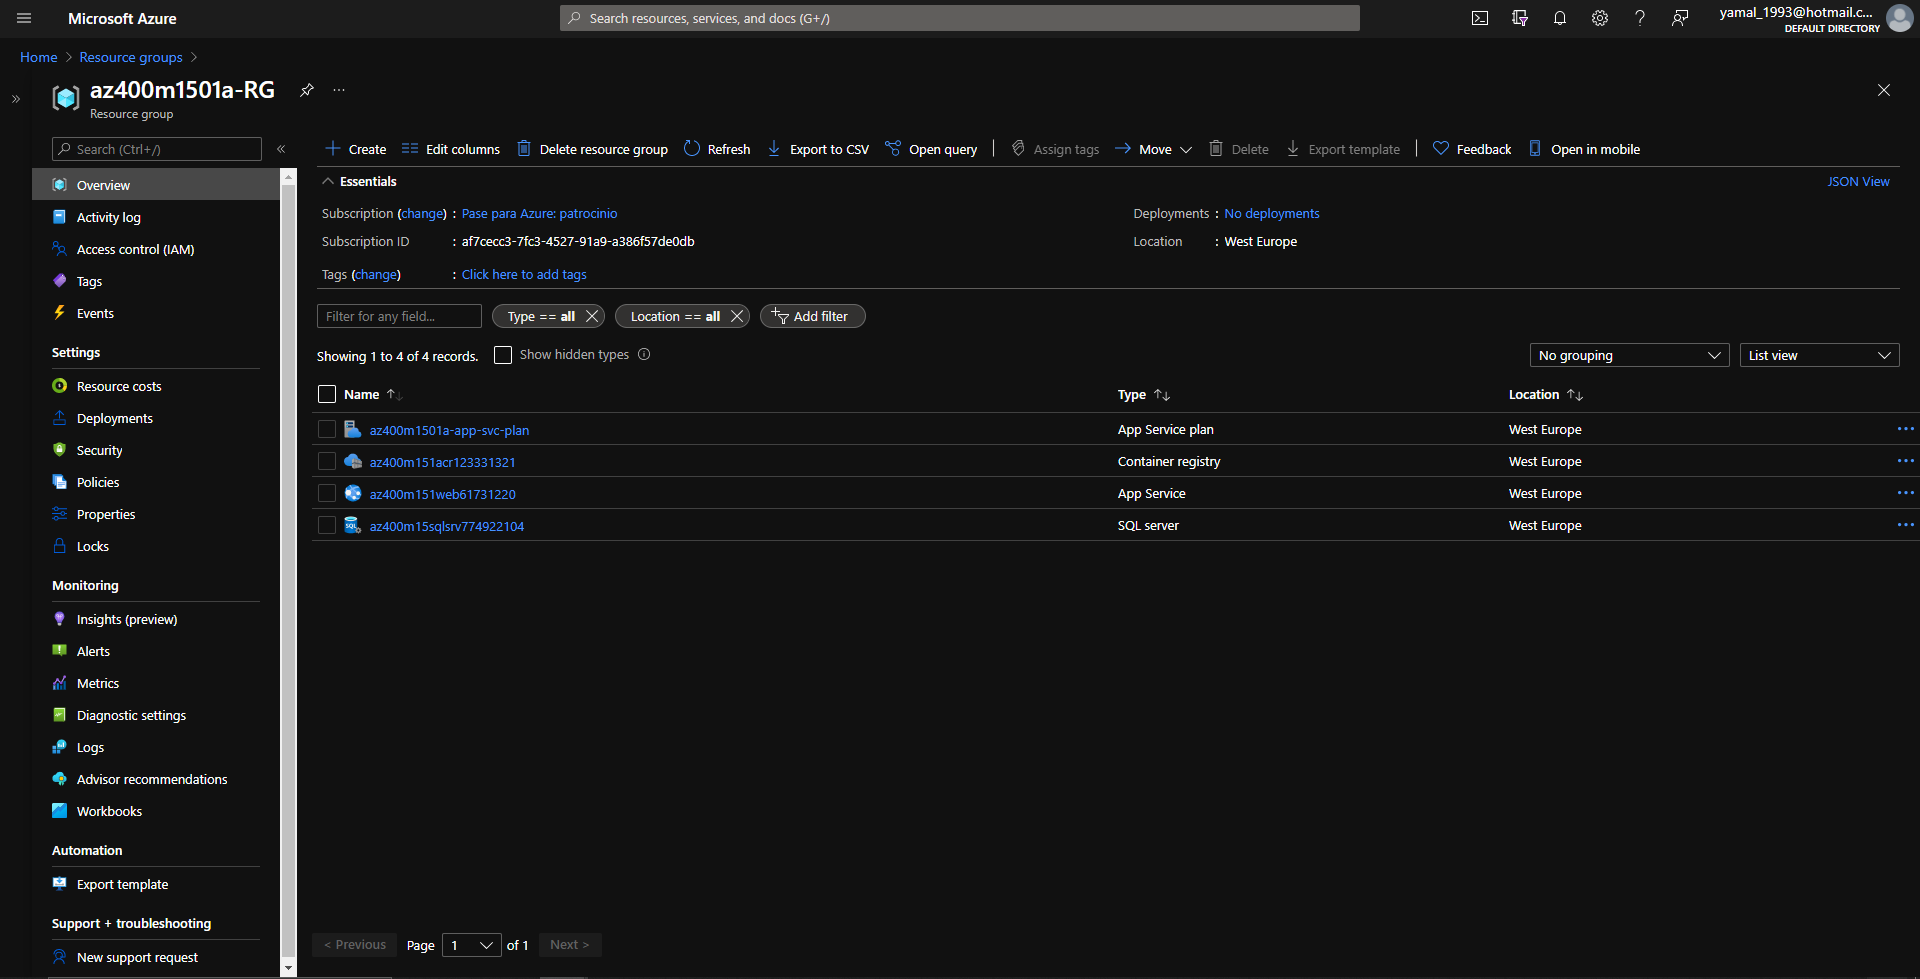 Microsoft Azure
Search resources, services, and docs (G+/)
yamal_1993@hotmail.c...
DEFAULT DIRECTORY
Home > Resource groups >
az400m1501a-RG
Resource group
Search (Ctrl+/)
Overview
Activity log
Access control (IAM)
Tags
Events
Settings
Resource costs
Deployments
Security
Policies
Properties
Locks
Monitoring
Insights (preview)
Alerts
Metrics
Diagnostic settings
Logs
Advisor recommendations
Workbooks
Automation
Export template
Support + troubleshooting
New support request
Create Edit columns Delete resource group Refresh Export to CSV Open query Assign tags Move Delete Export template Feedback Open in mobile
Essentials JSON View
Subscription (change) : Pase para Azure: patrocinio Deployments : No deployments
Subscription ID : af7cecc3-7fc3-4527-91a9-a386f57de0db Location : West Europe
Tags (change) : Click here to add tags
Filter for any field... Type == all Location == all Add filter
Showing 1 to 4 of 4 records. Show hidden types No grouping List view
Name Type Location
az400m1501a-app-svc-plan App Service plan West Europe
az400m151acr123331321 Container registry West Europe
az400m151web61731220 App Service West Europe
az400m15sqlsrv774922104 SQL server West Europe
< Previous Page 1 of 1 Next >